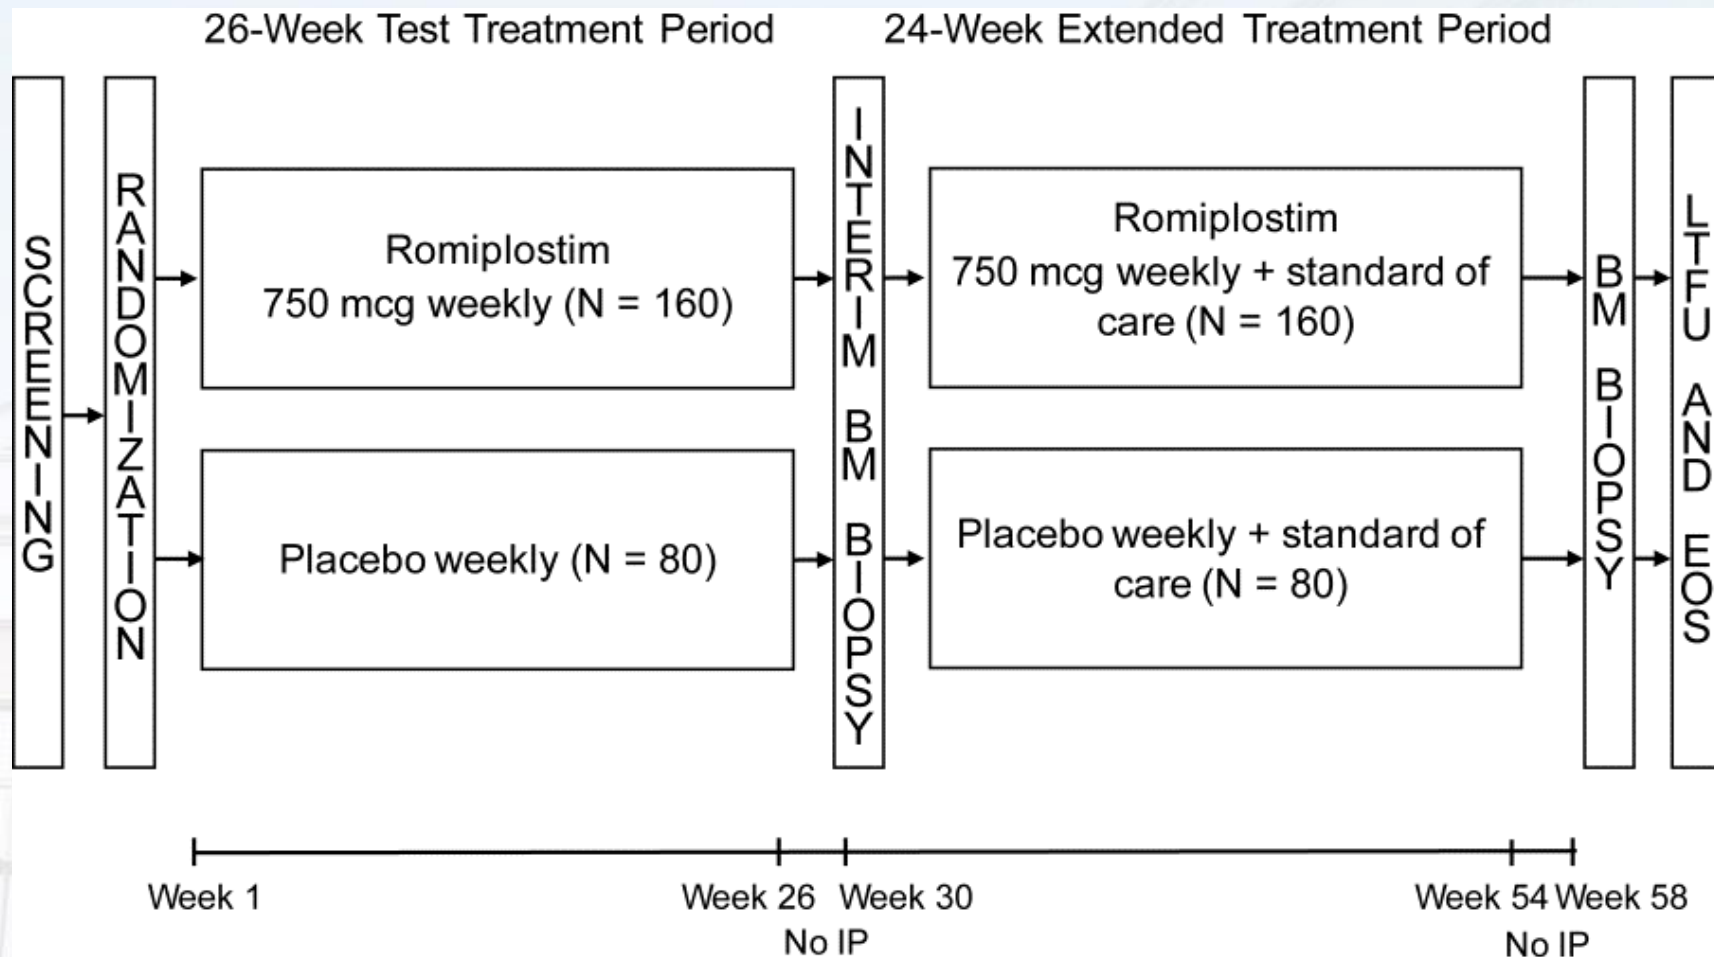 26-Week Test Treatment Period
24-Week Extended Treatment Period
SCREENING
RANDOMIZATION
Romiplostim
750 mcg weekly (N = 160)
Placebo weekly (N = 80)
INTERIM BM BIOPSY
Romiplostim
750 mcg weekly + standard of
care (N = 160)
Placebo weekly + standard of
care (N = 80)
BM BIOPSY
LTFU AND EOS
Week 1
Week 26
Week 30
Week 54
Week 58
No IP
No IP